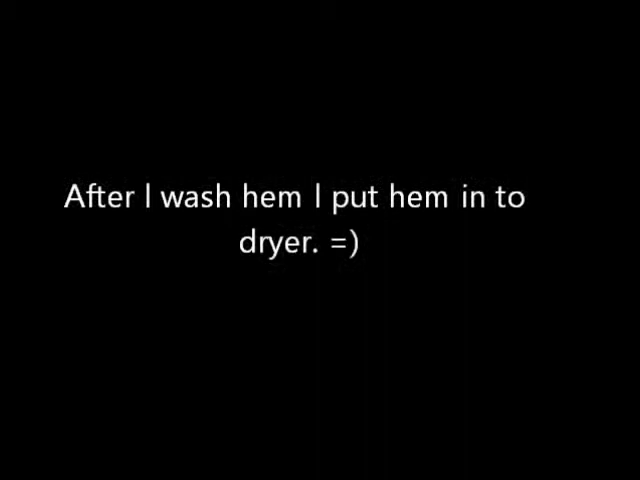 After I wash hem I put hem in to
dryer. =)